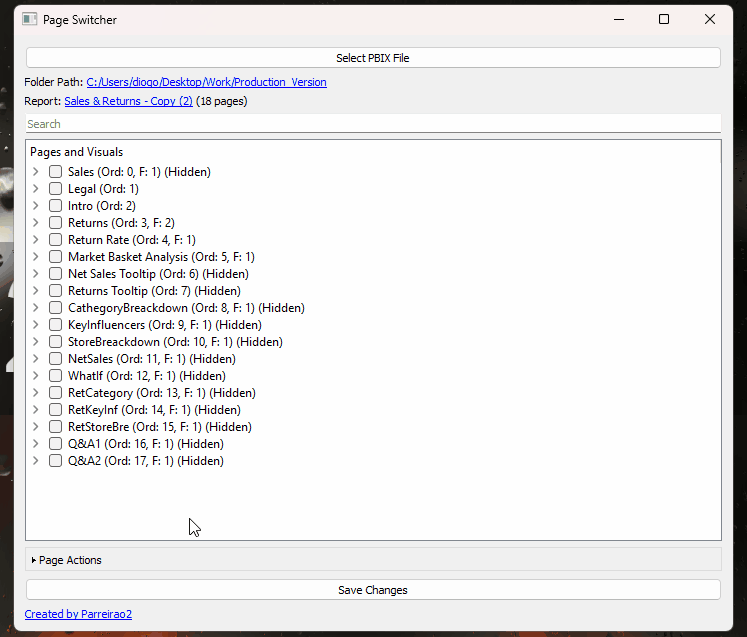 Page Switcher
Select PBIX File
Folder Path: C:/Users/diogo/Desktop/Work/Production_Version
Report: Sales & Returns - Copy (2) (18 pages)
Search
Pages and Visuals
Sales (Ord: 0, F: 1) (Hidden)
Legal (Ord: 1)
Intro (Ord: 2)
Returns (Ord: 3, F: 2)
Return Rate (Ord: 4, F: 1)
Market Basket Analysis (Ord: 5, F: 1)
Net Sales Tooltip (Ord: 6) (Hidden)
Returns Tooltip (Ord: 7) (Hidden)
CathegoryBreackdown (Ord: 8, F: 1) (Hidden)
KeyInfluencers (Ord: 9, F: 1) (Hidden)
StoreBreackdown (Ord: 10, F: 1) (Hidden)
NetSales (Ord: 11, F: 1) (Hidden)
WhatIf (Ord: 12, F: 1) (Hidden)
RetCategory (Ord: 13, F: 1) (Hidden)
RetKeyInf (Ord: 14, F: 1) (Hidden)
RetStoreBre (Ord: 15, F: 1) (Hidden)
Q&A1 (Ord: 16, F: 1) (Hidden)
Q&A2 (Ord: 17, F: 1) (Hidden)
Page Actions
Save Changes
Created by Parreirao2